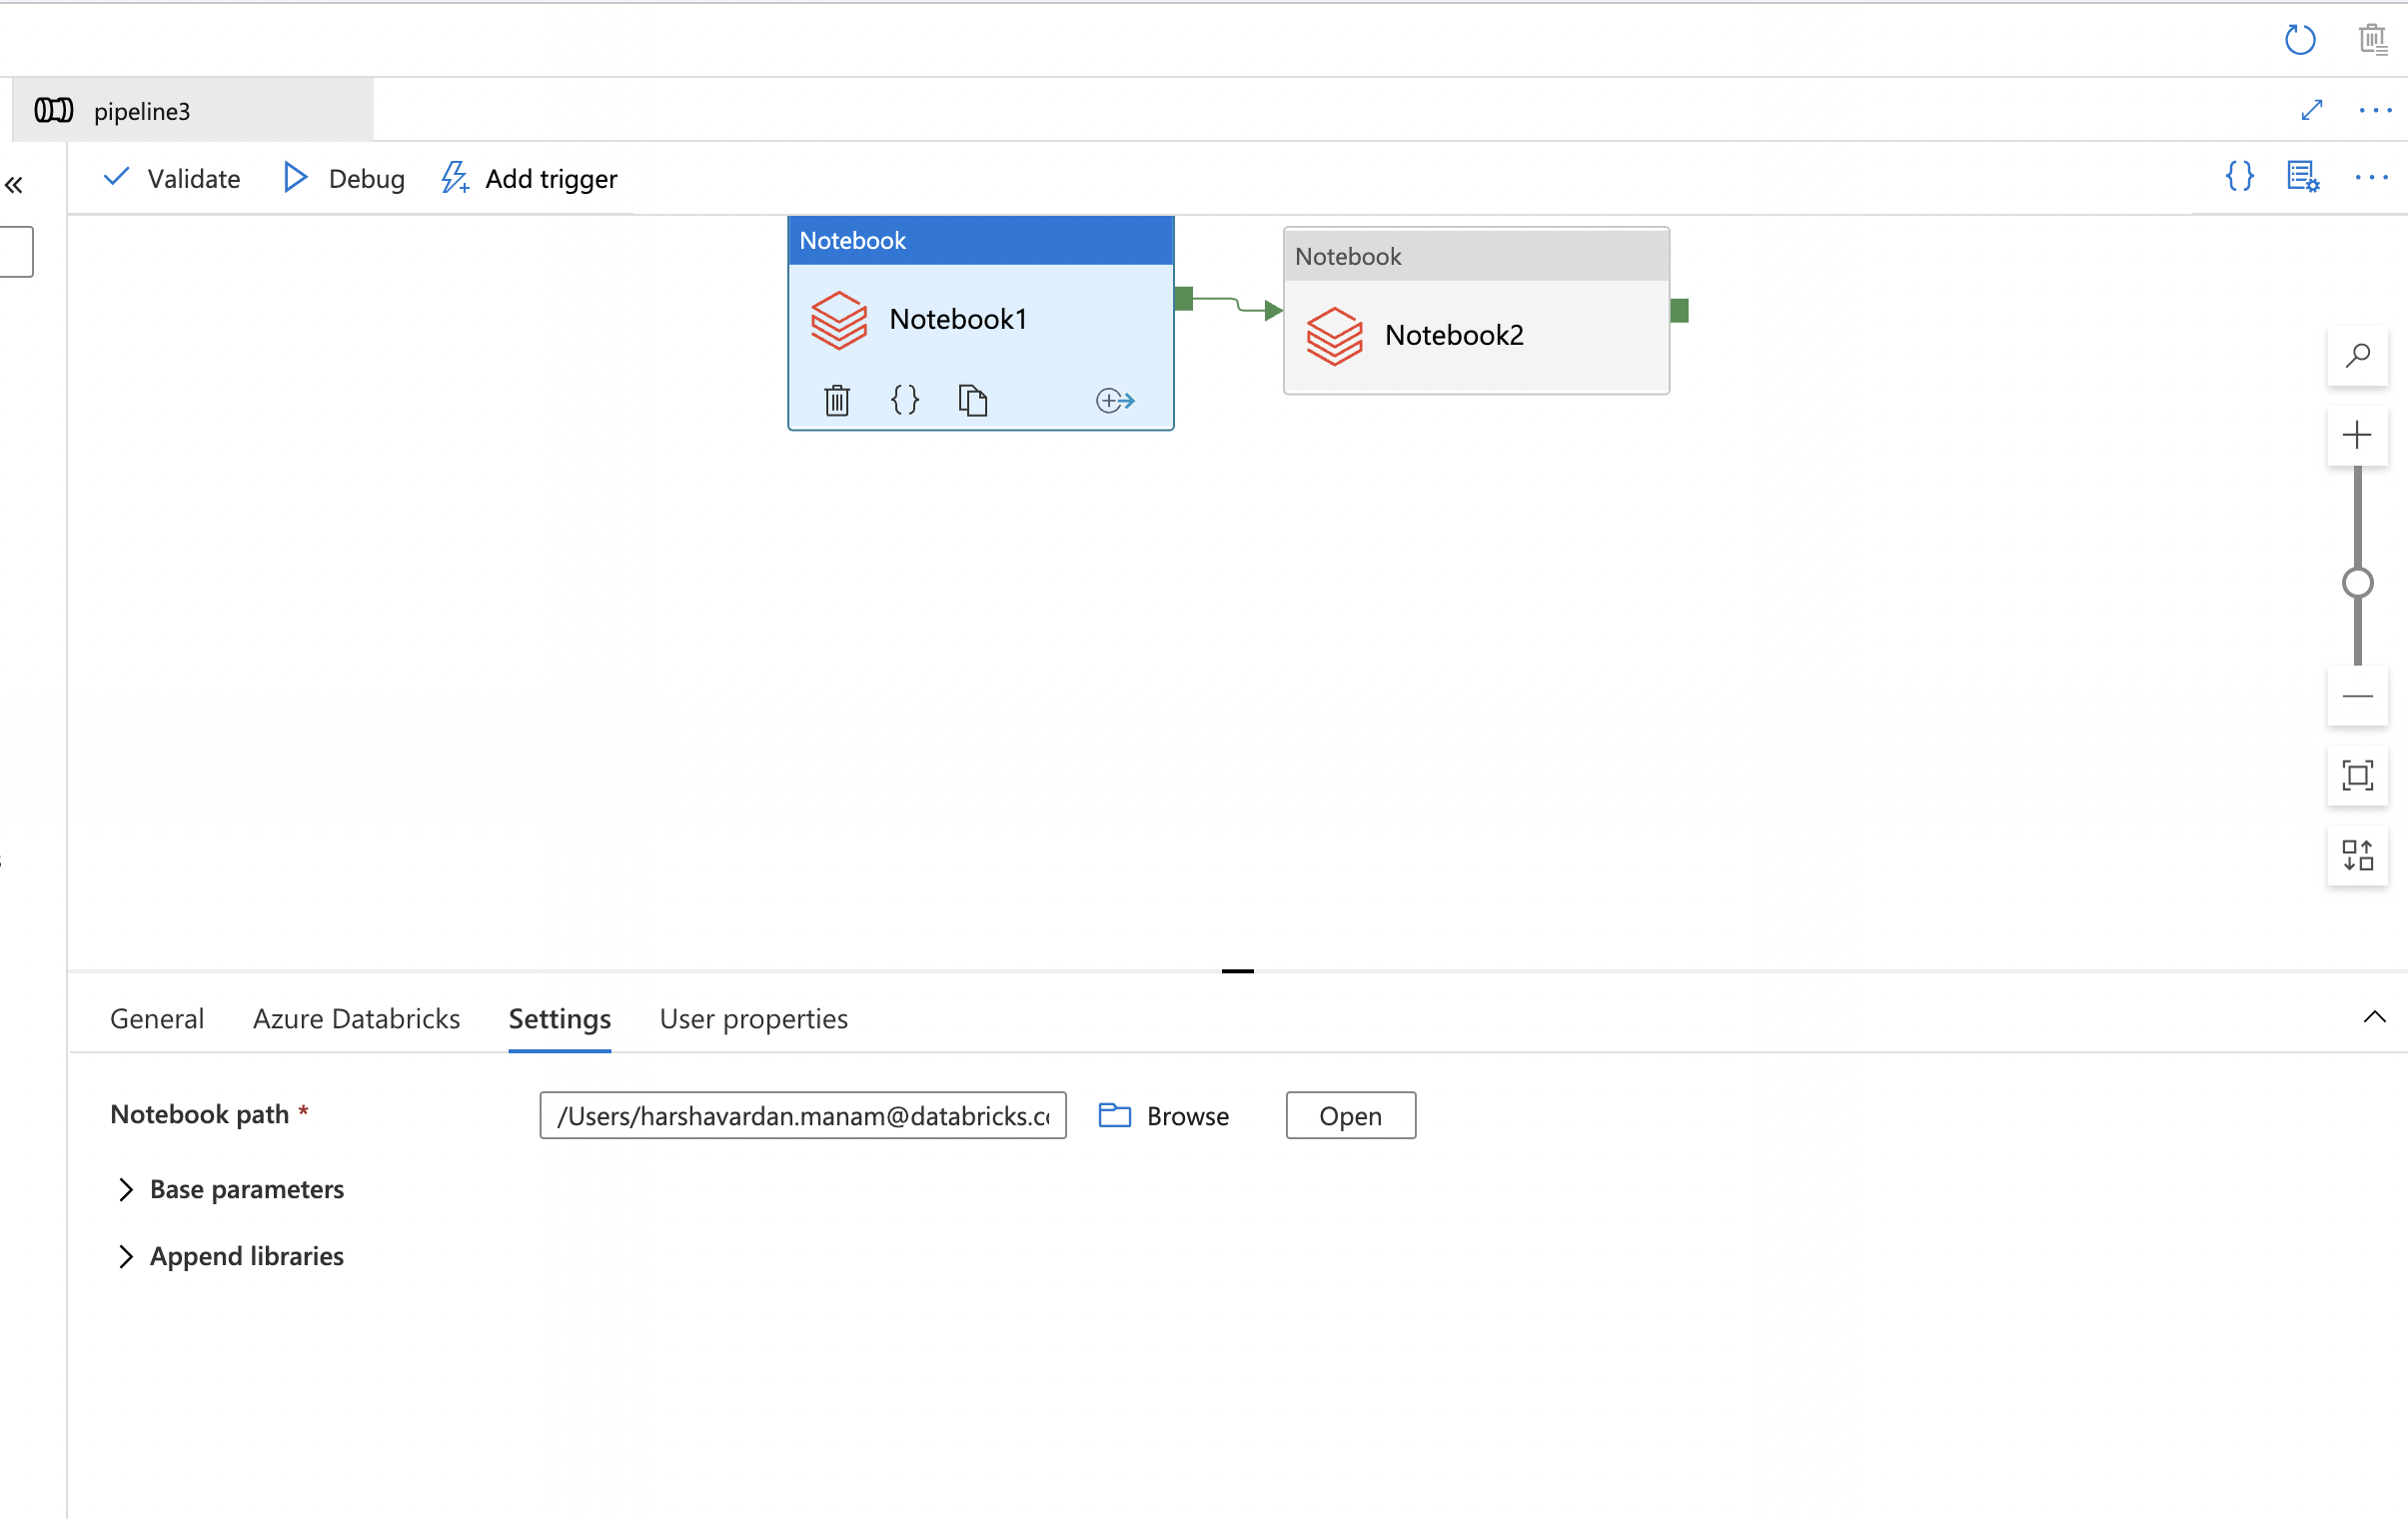 pipeline3
Validate
Debug
Add trigger
Notebook
Notebook1
Notebook
Notebook2
General
Azure Databricks
Settings
User properties
Notebook path *
/Users/harshavardan.manam@databricks.c
Browse
Open
Base parameters
Append libraries